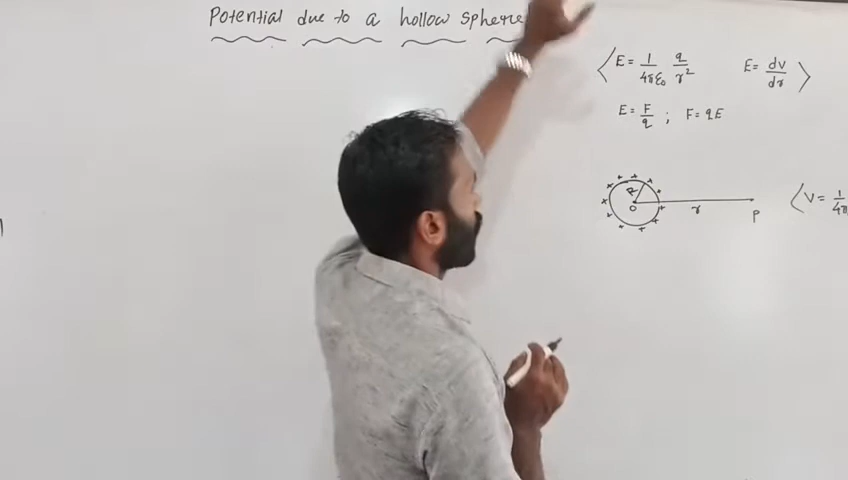 Potential due to a hollow sphere
⟨E = 1/4πε₀ q/r² E = dv/dr⟩
E = F/q ; F = qE
R
O r P
⟨V = 1/4π